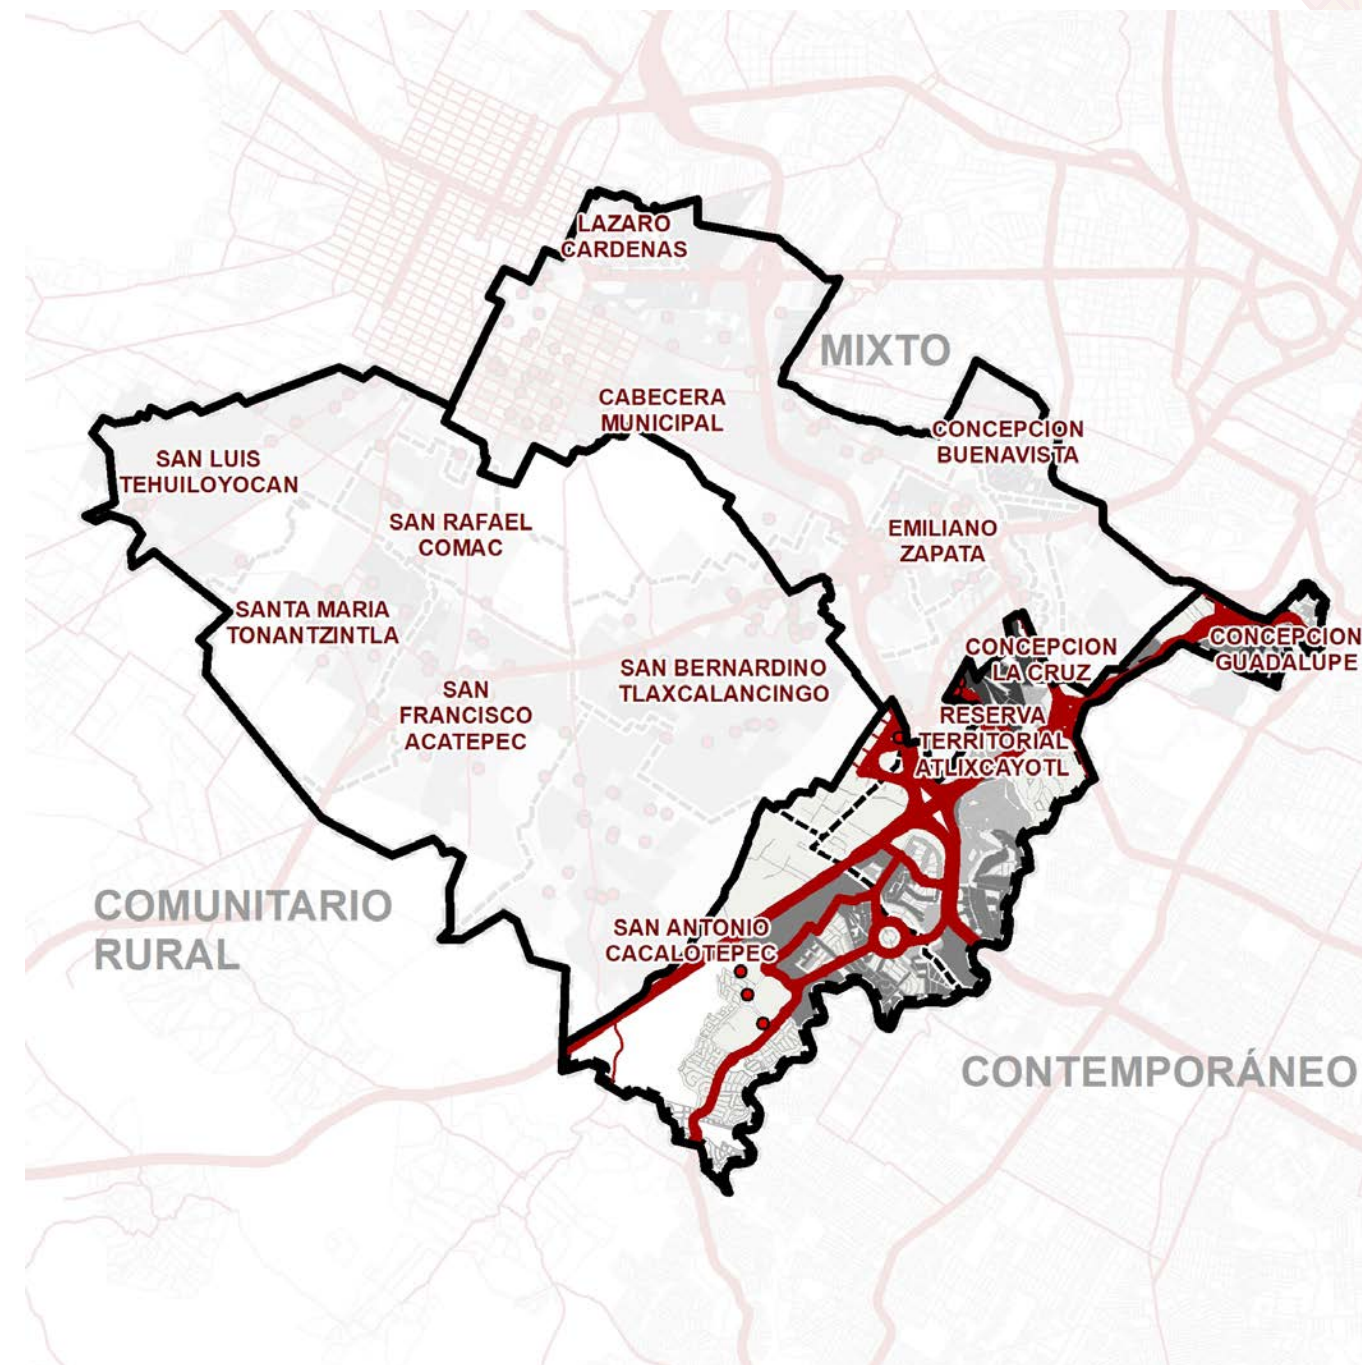 LAZARO
CARDENAS
MIXTO
CABECERA
MUNICIPAL
CONCEPCION
BUENAVISTA
SAN LUIS
TEHUILOYOCAN
SAN RAFAEL
COMAC
EMILIANO
ZAPATA
SANTA MARIA
TONANTZINTLA
CONCEPCION
LA CRUZ
CONCEPCION
GUADALUPE
SAN BERNARDINO
TLAXCALANCINGO
SAN
FRANCISCO
ACATEPEC
RESERVA
TERRITORIAL
ATLIXCAYOTL
COMUNITARIO
RURAL
SAN ANTONIO
CACALOTEPEC
CONTEMPORÁNEO